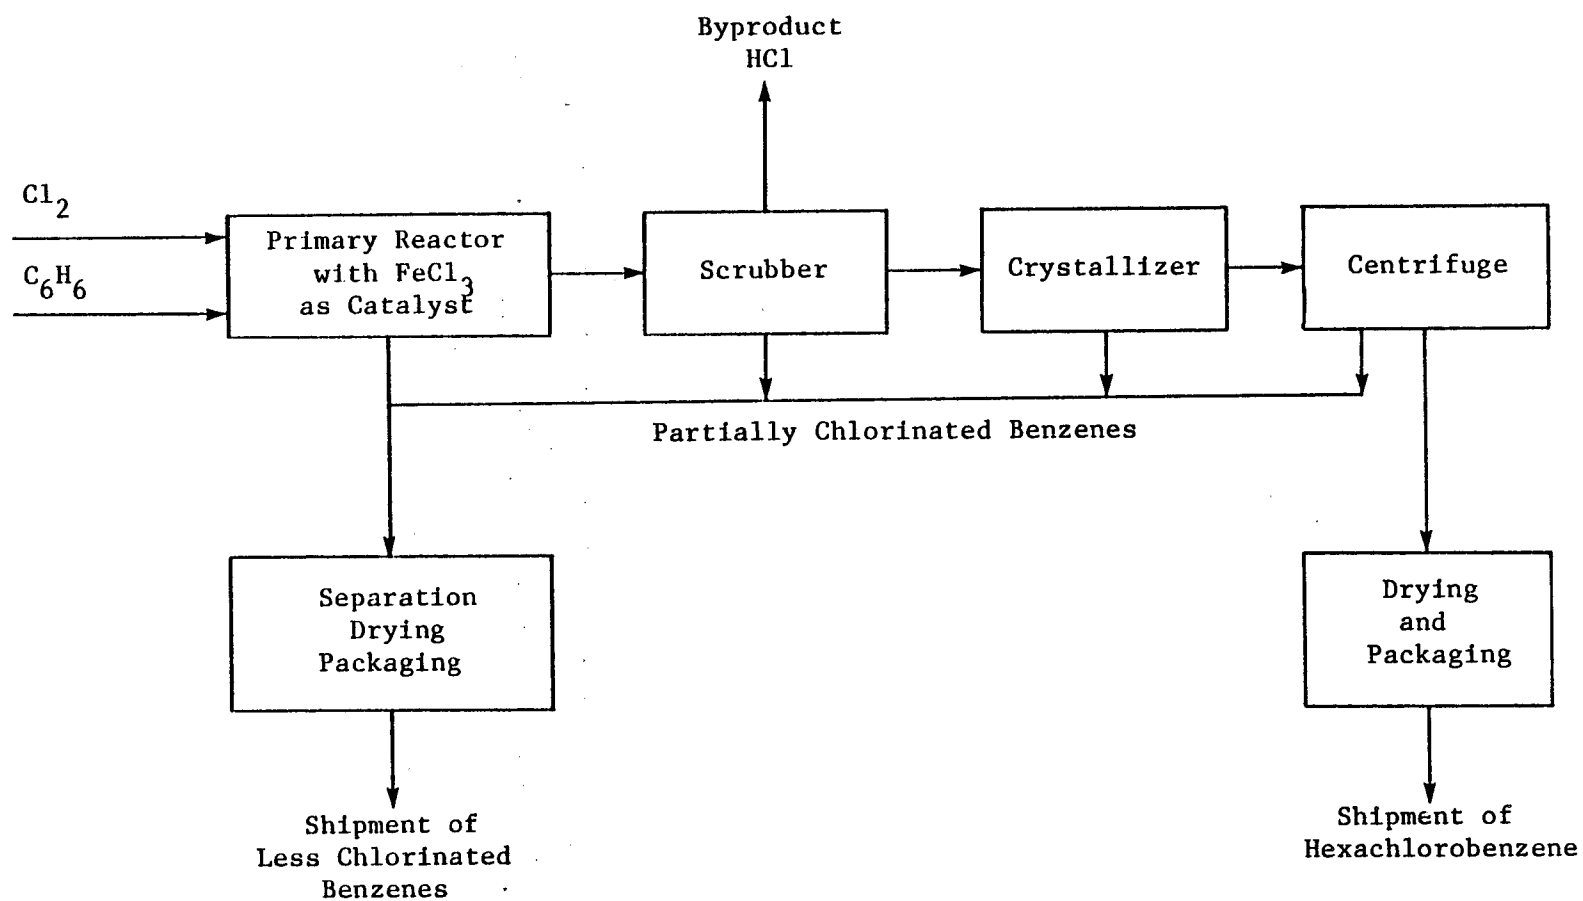 Byproduct
HCl
Cl2
C6H6
Primary Reactor
with FeCl3
as Catalyst
Scrubber
Crystallizer
Centrifuge
Partially Chlorinated Benzenes
Separation
Drying
Packaging
Drying
and
Packaging
Shipment of
Less Chlorinated
Benzenes
Shipment of
Hexachlorobenzene